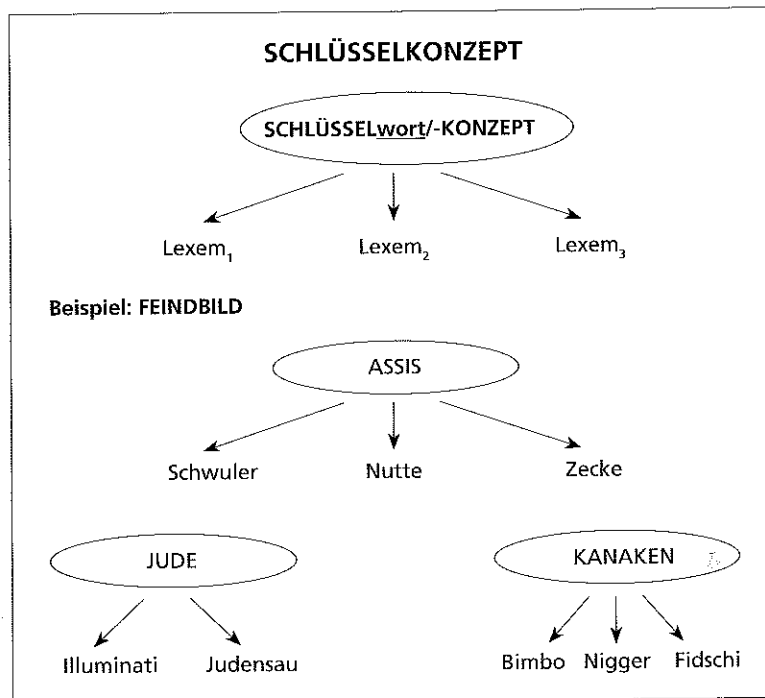 SCHLÜSSELKONZEPT
SCHLÜSSELwort/-KONZEPT
Lexem₁ Lexem₂ Lexem₃
Beispiel: FEINDBILD
ASSIS
Schwuler Nutte Zecke
JUDE KANAKEN
Illuminati Judensau Bimbo Nigger Fidschi